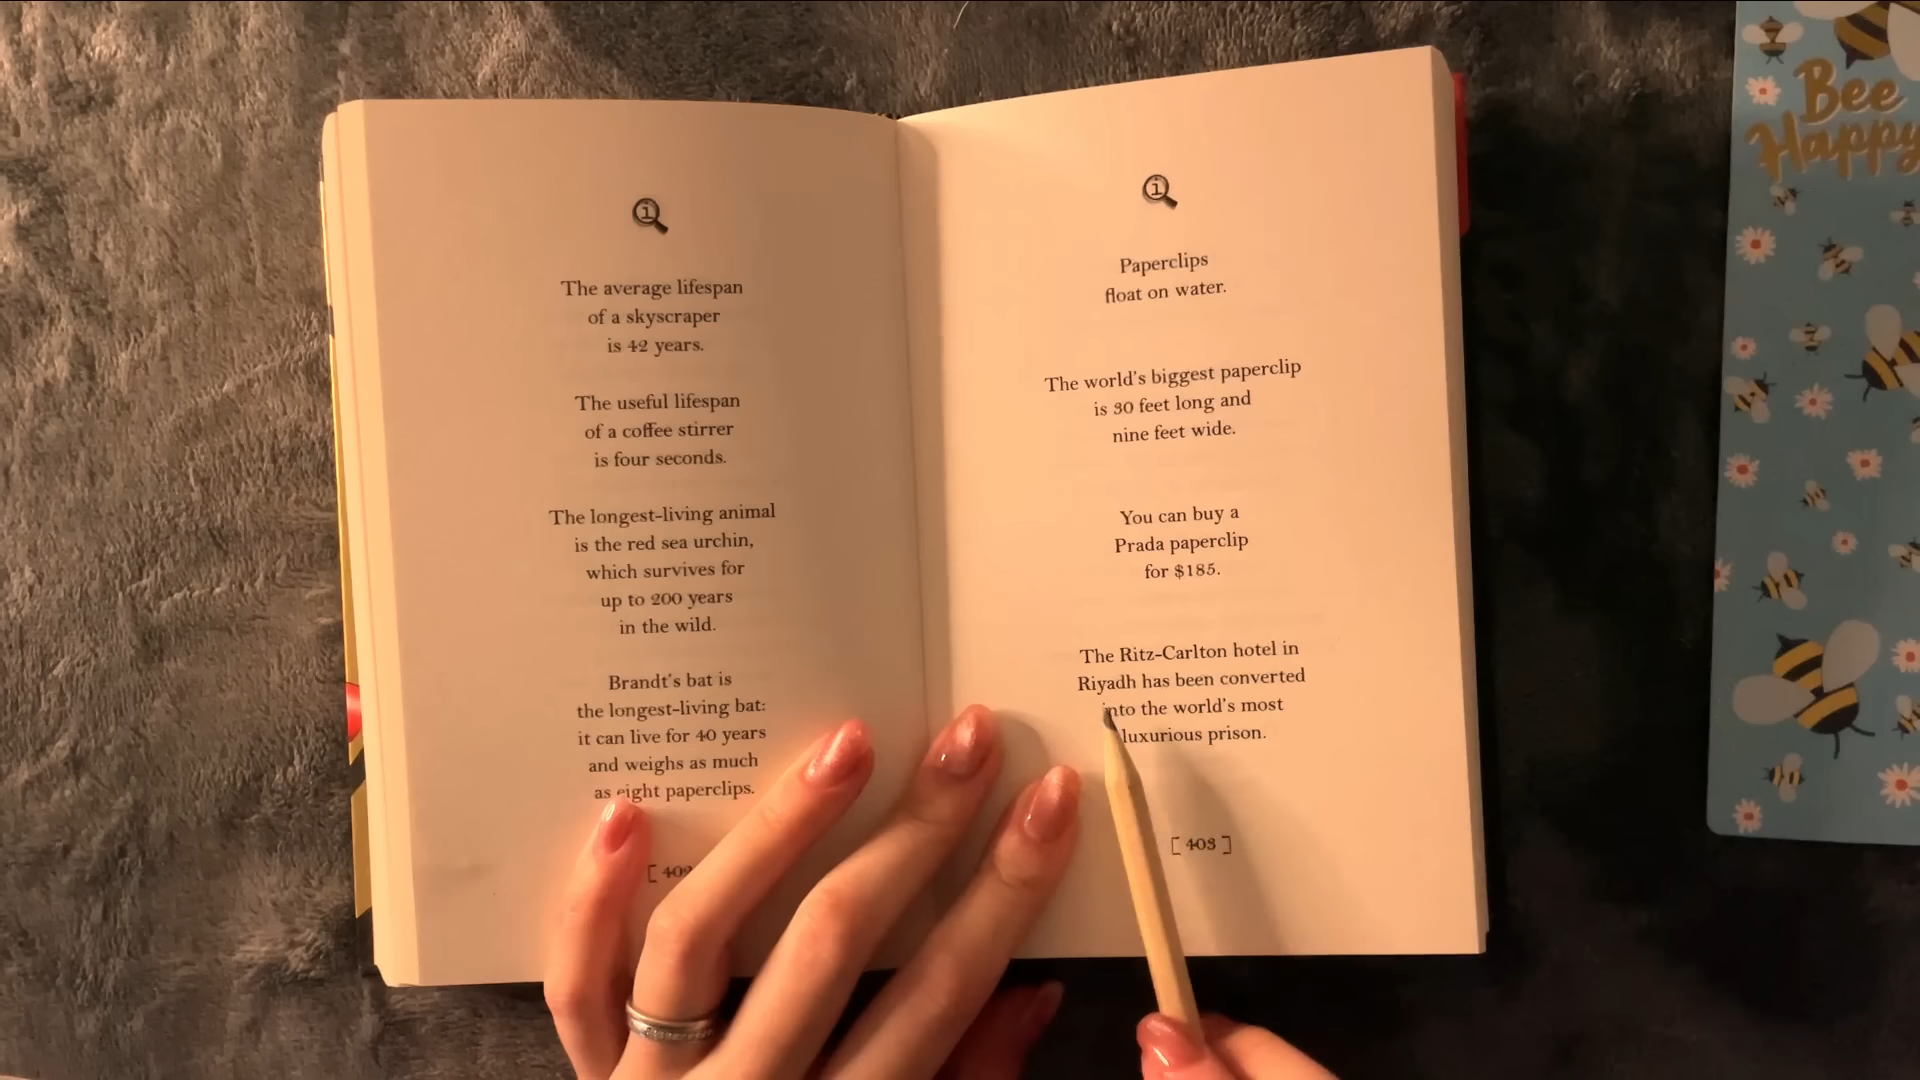 The average lifespan
of a skyscraper
is 42 years.
The useful lifespan
of a coffee stirrer
is four seconds.
The longest-living animal
is the red sea urchin,
which survives for
up to 200 years
in the wild.
Brandt's bat is
the longest-living bat:
it can live for 40 years
and weighs as much
as eight paperclips.
[ 402
Paperclips
float on water.
The world's biggest paperclip
is 30 feet long and
nine feet wide.
You can buy a
Prada paperclip
for $185.
The Ritz-Carlton hotel in
Riyadh has been converted
into the world's most
luxurious prison.
[ 403 ]
Bee
Happy